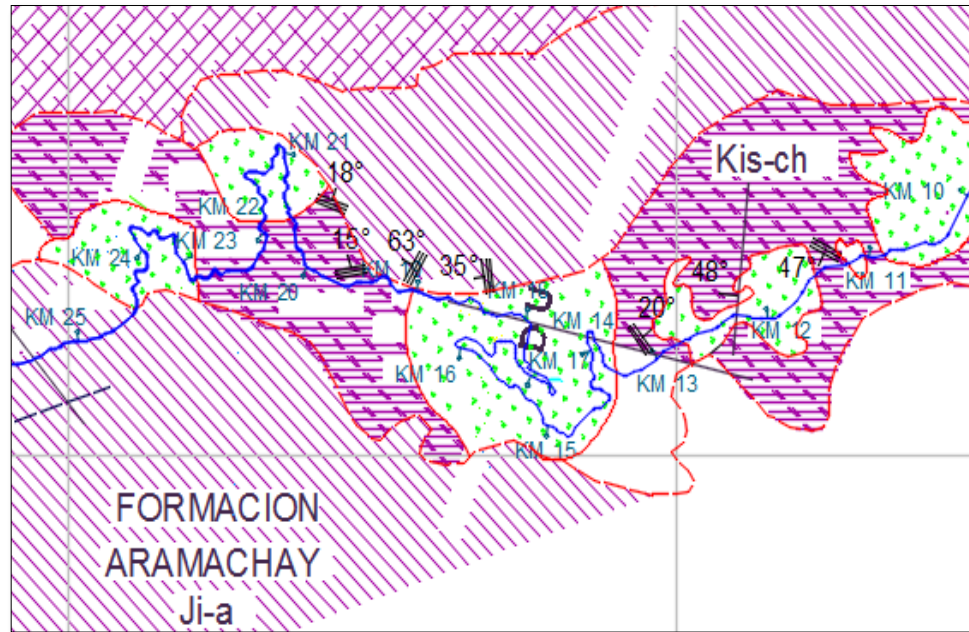 KM 21
18°
Kis-ch
KM 10
KM 22
KM 23
KM 24
15°
63°
35°
48°
47°
KM 11
KM 20
KM 25
20°
KM 14
KM 12
KM 16
KM 17
KM 13
KM 15
FORMACION
ARAMACHAY
Ji-a